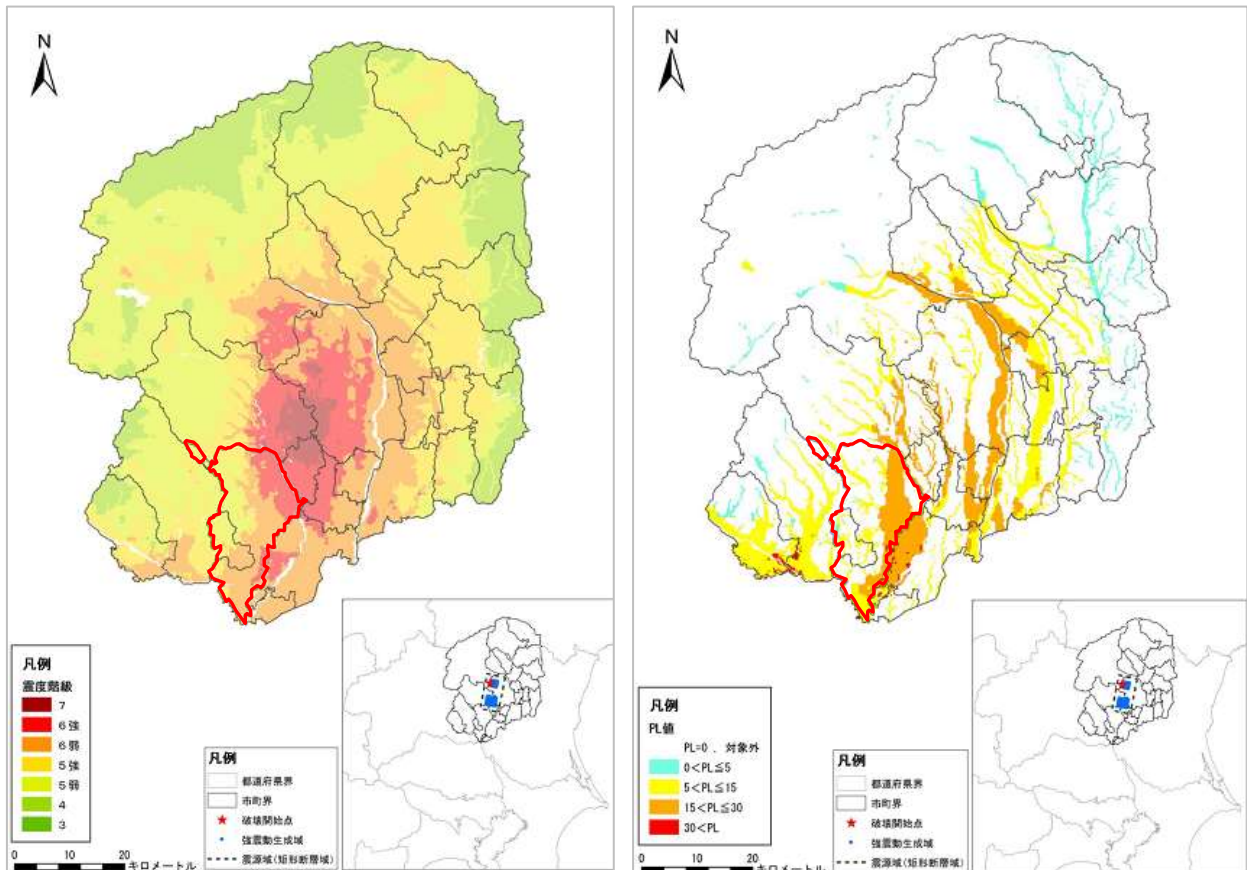 N
凡例
震度階級
7
6強
6弱
5強
5弱
4
3
0 10 20
キロメートル
凡例
都道府県界
市町界
破壊開始点
強震動生成域
震源域(矩形断層域)
N
凡例
PL値
PL=0 、対象外
0<PL≦5
5<PL≦15
15<PL≦30
30<PL
0 10 20
キロメートル
凡例
都道府県界
市町界
破壊開始点
強震動生成域
震源域(矩形断層域)